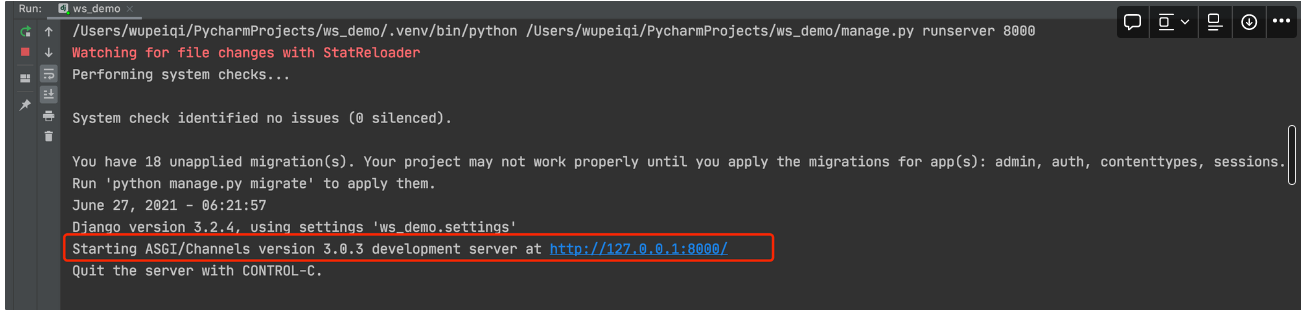 Run: ws_demo
/Users/wupeiqi/PycharmProjects/ws_demo/.venv/bin/python /Users/wupeiqi/PycharmProjects/ws_demo/manage.py runserver 8000
Watching for file changes with StatReloader
Performing system checks...
System check identified no issues (0 silenced).
You have 18 unapplied migration(s). Your project may not work properly until you apply the migrations for app(s): admin, auth, contenttypes, sessions.
Run 'python manage.py migrate' to apply them.
June 27, 2021 - 06:21:57
Django version 3.2.4, using settings 'ws_demo.settings'
Starting ASGI/Channels version 3.0.3 development server at http://127.0.0.1:8000/
Quit the server with CONTROL-C.